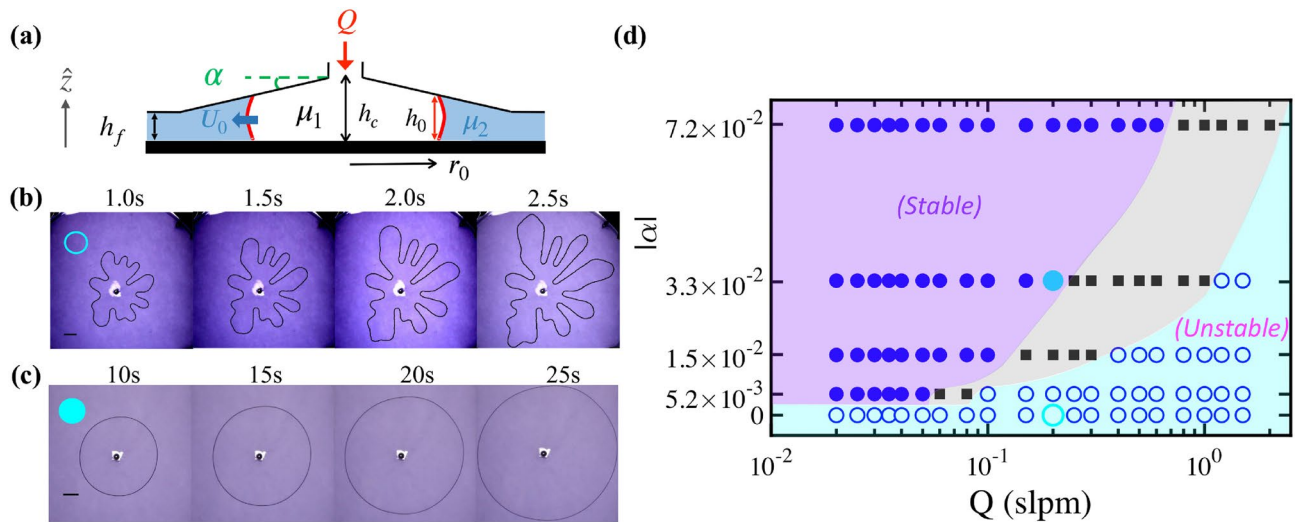 (a)
Q
α
ẑ
h_f
U_0
μ_1
h_c
h_0
μ_2
r_0
(b)
1.0s 1.5s 2.0s 2.5s
(c)
10s 15s 20s 25s
(d)
|α|
7.2×10⁻²
3.3×10⁻²
1.5×10⁻²
5.2×10⁻³
0
(Stable)
(Unstable)
10⁻² 10⁻¹ 10⁰
Q (slpm)